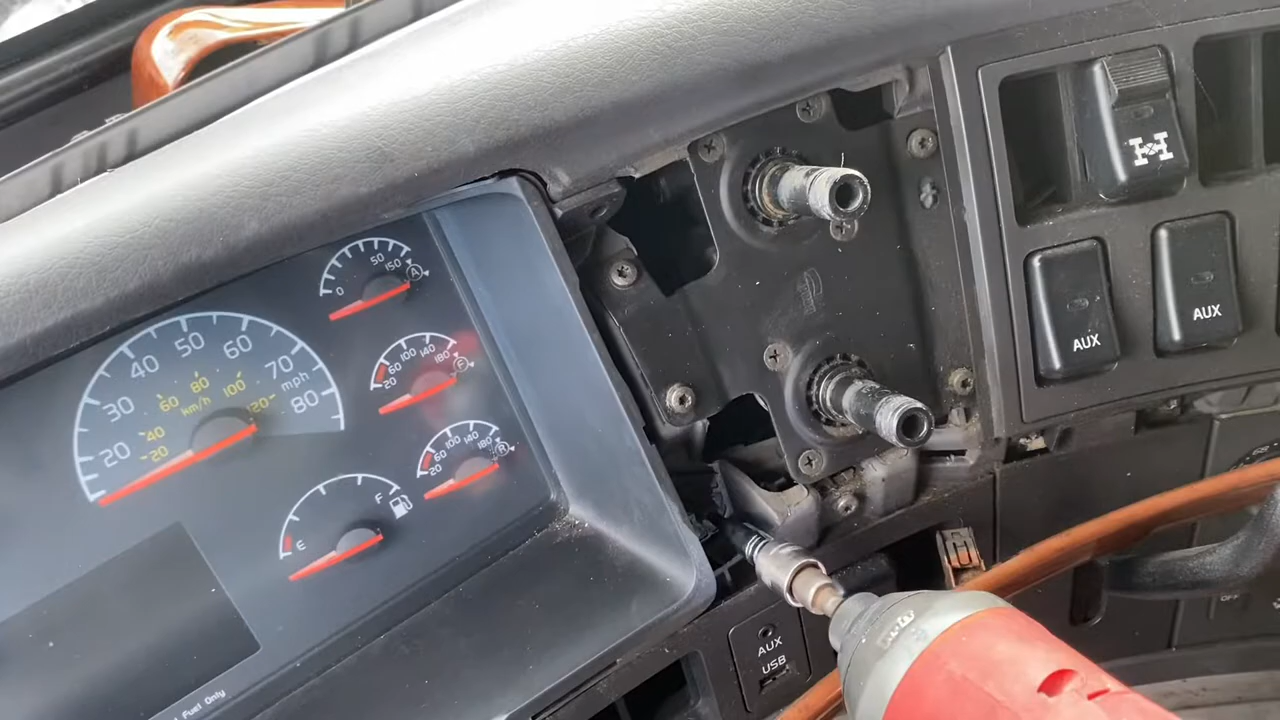 0 50 150 A
20 30 40 50 60 70 80
mph
20 40 60 80 100 120
km/h
20 60 100 140 180 F
20 60 100 140 180 R
E F
Fuel Only
AUX
AUX
AUX
USB